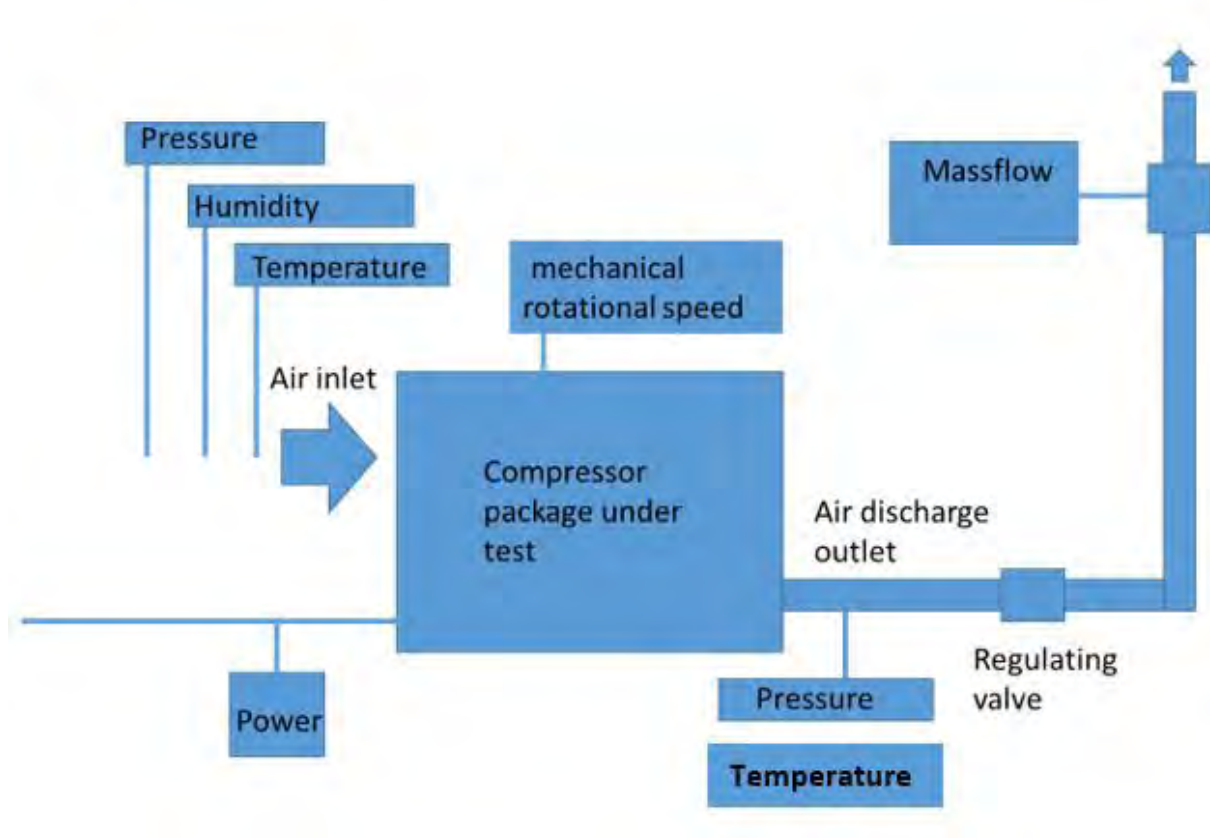 Pressure
Humidity
Temperature
Air inlet
mechanical
rotational speed
Massflow
Compressor
package under
test
Air discharge
outlet
Regulating
valve
Power
Pressure
Temperature